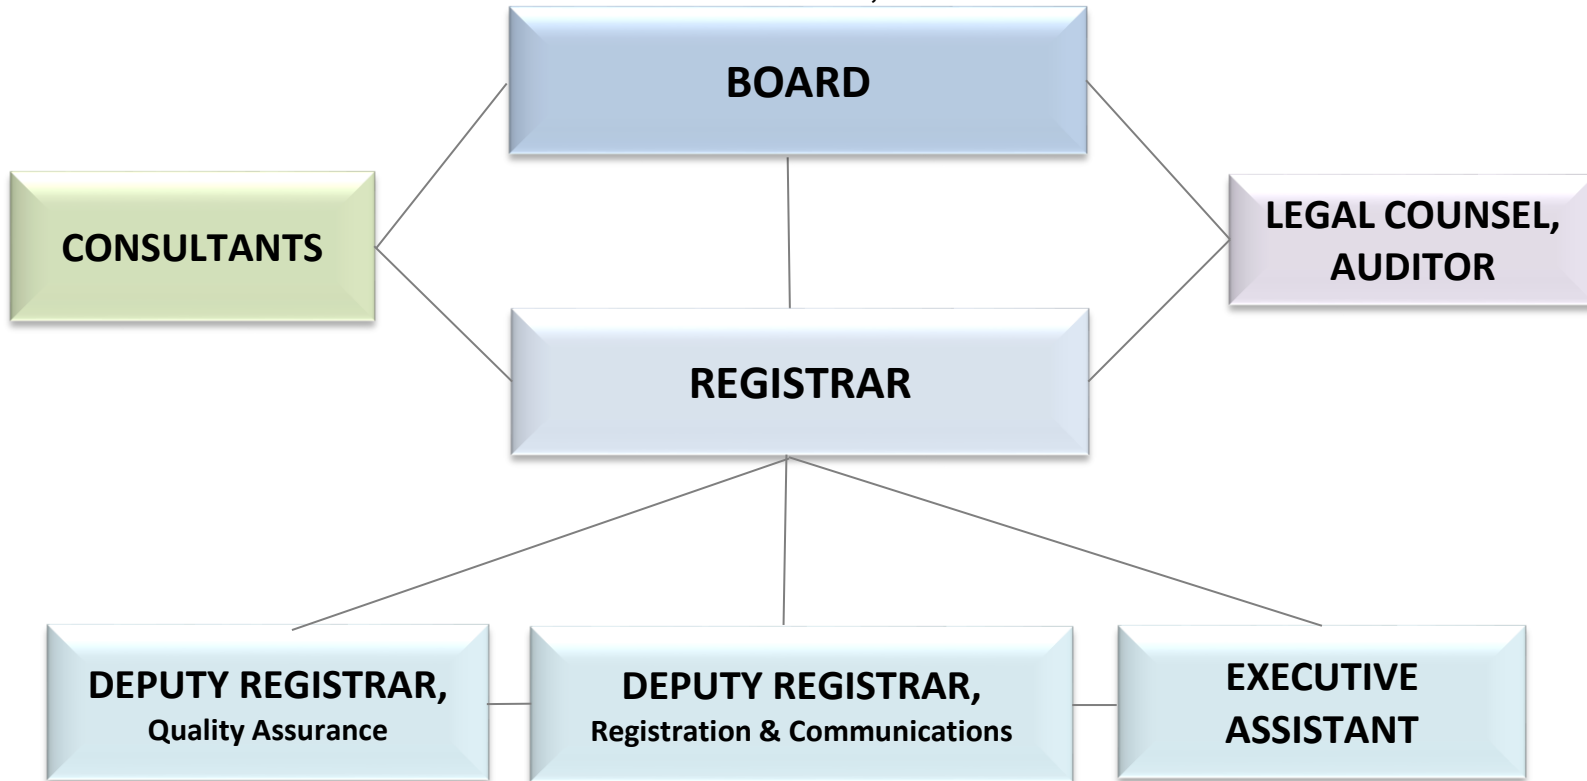 BOARD
CONSULTANTS
LEGAL COUNSEL,
AUDITOR
REGISTRAR
DEPUTY REGISTRAR,
Quality Assurance
DEPUTY REGISTRAR,
Registration & Communications
EXECUTIVE
ASSISTANT